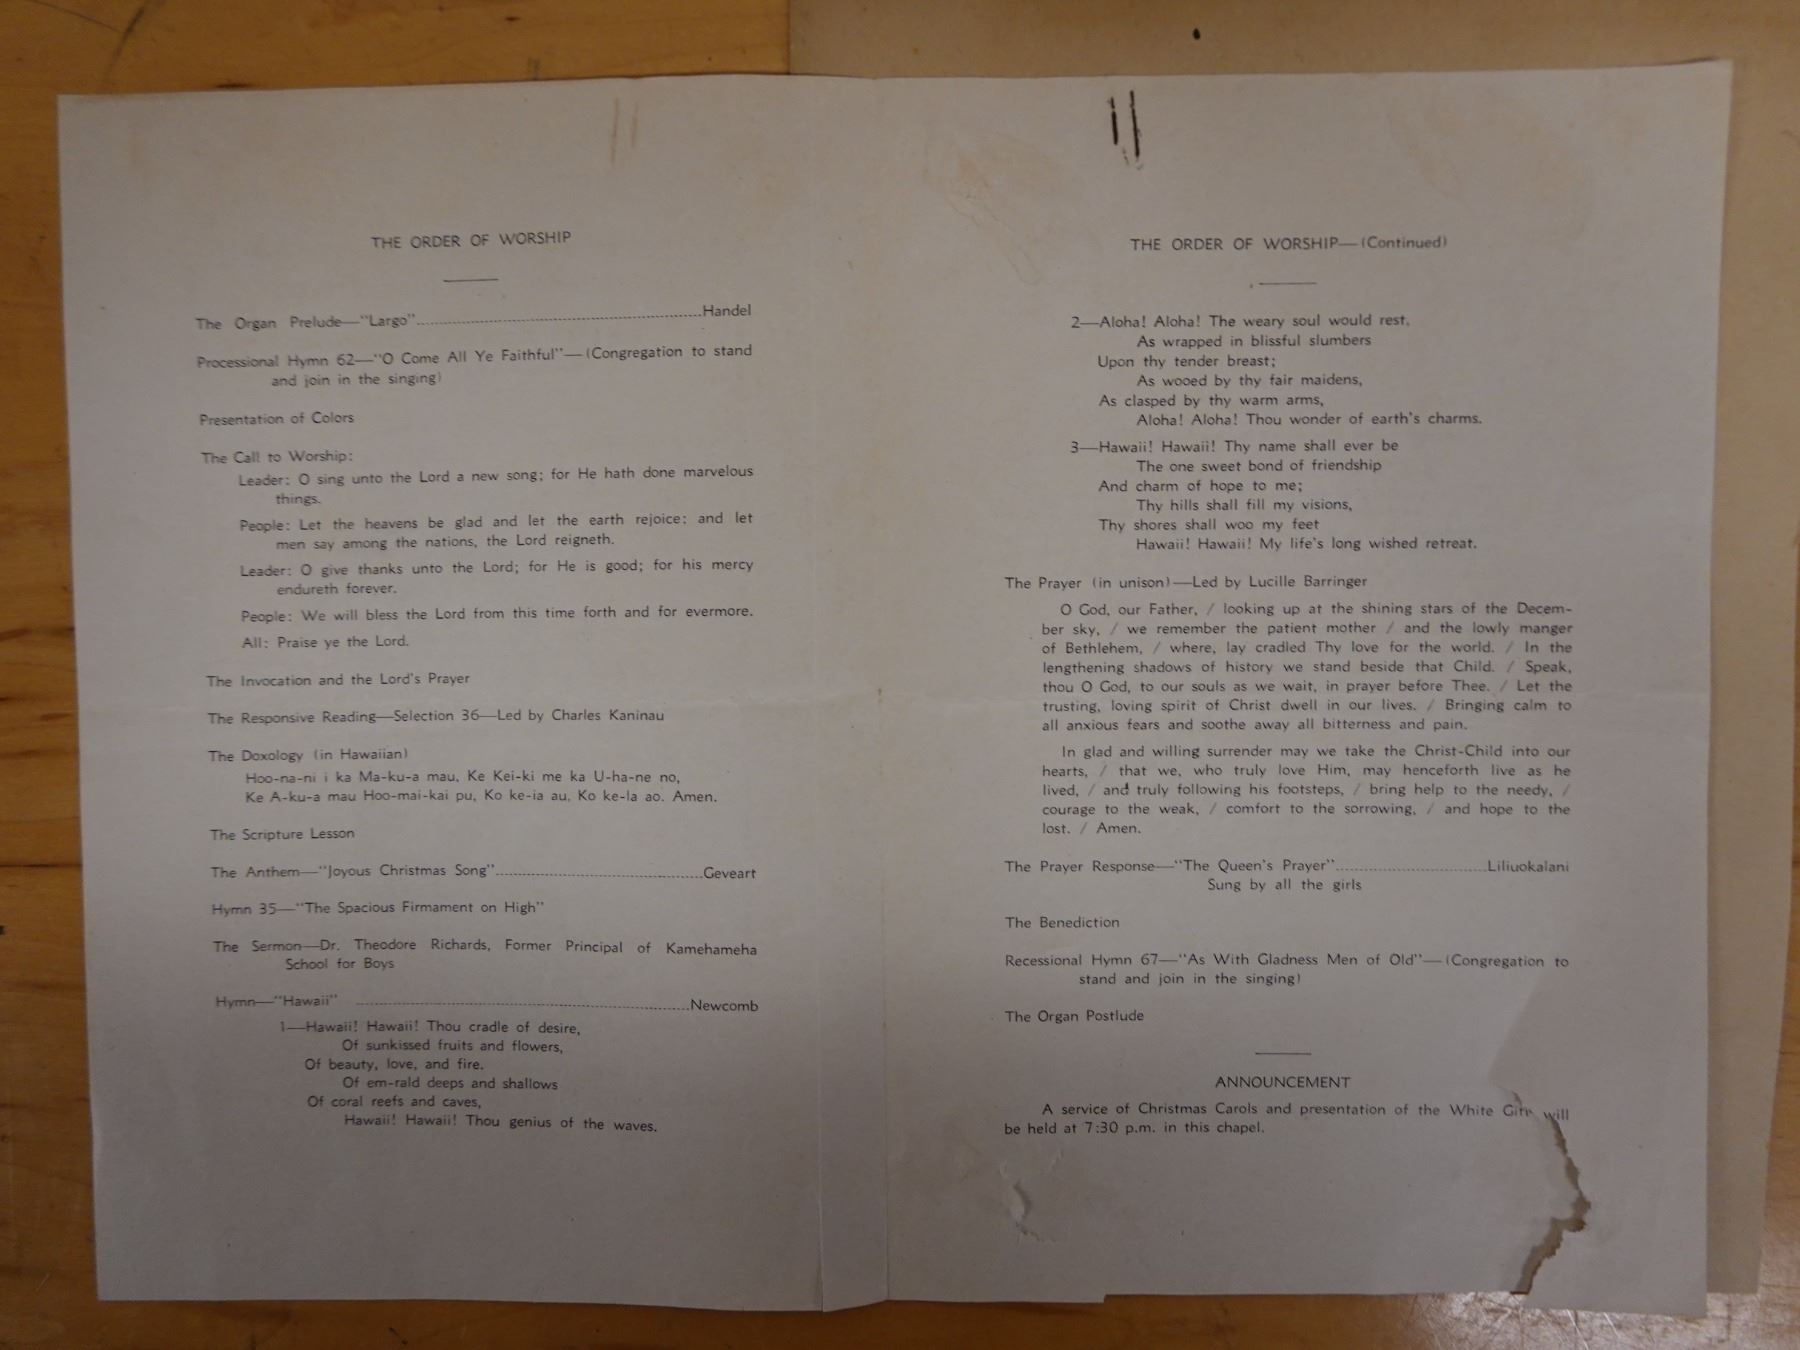 THE ORDER OF WORSHIP
The Organ Prelude—"Largo"...........Handel
Processional Hymn 62—"O Come All Ye Faithful"—(Congregation to stand
and join in the singing)
Presentation of Colors
The Call to Worship:
Leader: O sing unto the Lord a new song; for He hath done marvelous
things.
People: Let the heavens be glad and let the earth rejoice: and let
men say among the nations, the Lord reigneth.
Leader: O give thanks unto the Lord; for He is good; for his mercy
endureth forever.
People: We will bless the Lord from this time forth and for evermore.
All: Praise ye the Lord.
The Invocation and the Lord's Prayer
The Responsive Reading—Selection 36—Led by Charles Kaninau
The Doxology (in Hawaiian)
Hoo-na-ni i ka Ma-ku-a mau, Ke Kei-ki me ka U-ha-ne no,
Ke A-ku-a mau Hoo-mai-kai pu, Ko ke-ia au, Ko ke-la ao. Amen.
The Scripture Lesson
The Anthem—"Joyous Christmas Song"...........Geveart
Hymn 35—"The Spacious Firmament on High"
The Sermon—Dr. Theodore Richards, Former Principal of Kamehameha
School for Boys
Hymn—"Hawaii" ...........Newcomb
1—Hawaii! Hawaii! Thou cradle of desire,
Of sunkissed fruits and flowers,
Of beauty, love, and fire.
Of em-rald deeps and shallows
Of coral reefs and caves,
Hawaii! Hawaii! Thou genius of the waves.
THE ORDER OF WORSHIP—(Continued)
2—Aloha! Aloha! The weary soul would rest,
As wrapped in blissful slumbers
Upon thy tender breast;
As wooed by thy fair maidens,
As clasped by thy warm arms,
Aloha! Aloha! Thou wonder of earth's charms.
3—Hawaii! Hawaii! Thy name shall ever be
The one sweet bond of friendship
And charm of hope to me;
Thy hills shall fill my visions,
Thy shores shall woo my feet
Hawaii! Hawaii! My life's long wished retreat.
The Prayer (in unison)—Led by Lucille Barringer
O God, our Father, / looking up at the shining stars of the Decem-
ber sky, / we remember the patient mother / and the lowly manger
of Bethlehem, / where, lay cradled Thy love for the world. / In the
lengthening shadows of history we stand beside that Child. / Speak,
thou O God, to our souls as we wait, in prayer before Thee. / Let the
trusting, loving spirit of Christ dwell in our lives. / Bringing calm to
all anxious fears and soothe away all bitterness and pain.
In glad and willing surrender may we take the Christ-Child into our
hearts, / that we, who truly love Him, may henceforth live as he
lived, / and truly following his footsteps, / bring help to the needy, /
courage to the weak, / comfort to the sorrowing, / and hope to the
lost. / Amen.
The Prayer Response—"The Queen's Prayer"...........Liliuokalani
Sung by all the girls
The Benediction
Recessional Hymn 67—"As With Gladness Men of Old"—(Congregation to
stand and join in the singing)
The Organ Postlude
ANNOUNCEMENT
A service of Christmas Carols and presentation of the White will
be held at 7:30 p.m. in this chapel.